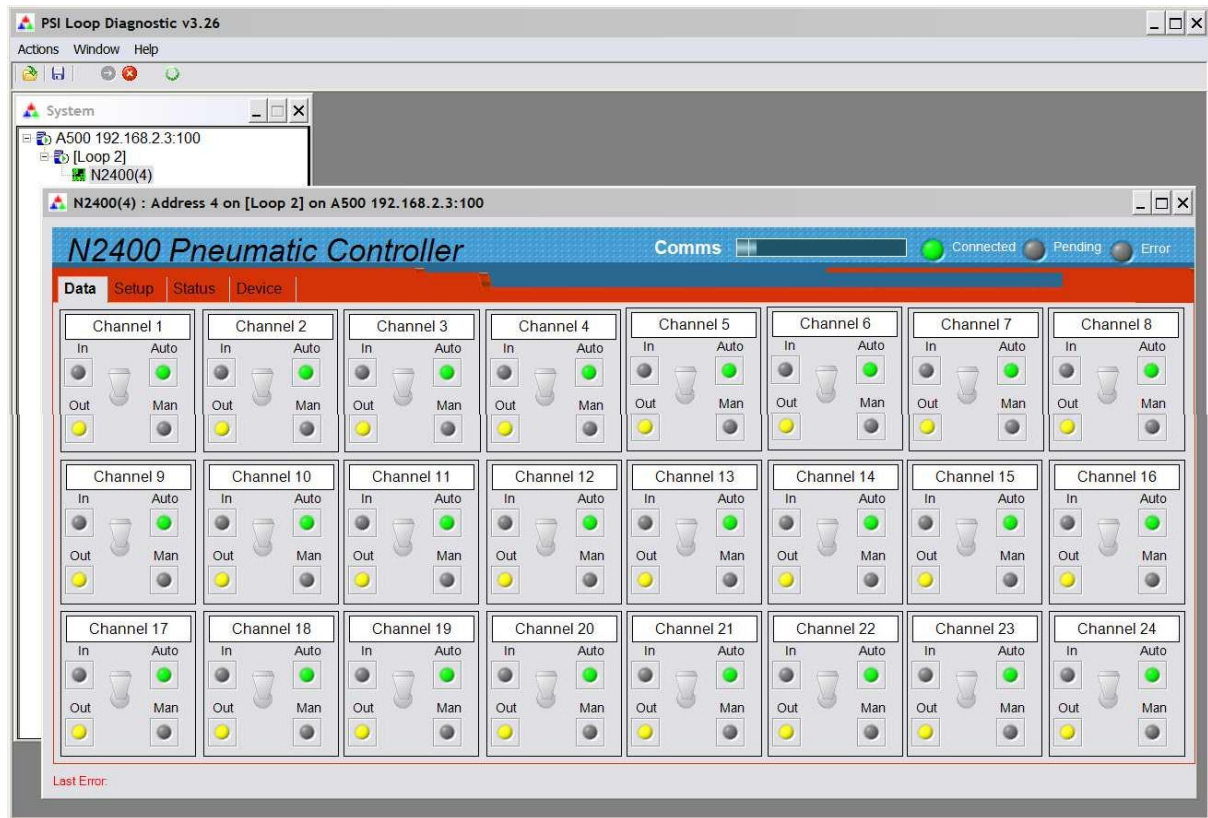 PSI Loop Diagnostic v3.26
Actions Window Help
System
A500 192.168.2.3:100
[Loop 2]
N2400(4)
N2400(4) : Address 4 on [Loop 2] on A500 192.168.2.3:100
N2400 Pneumatic Controller Comms Connected Pending Error
Data Setup Status Device
Channel 1 Channel 2 Channel 3 Channel 4 Channel 5 Channel 6 Channel 7 Channel 8
In Auto In Auto In Auto In Auto In Auto In Auto In Auto In Auto
Out Man Out Man Out Man Out Man Out Man Out Man Out Man Out Man
Channel 9 Channel 10 Channel 11 Channel 12 Channel 13 Channel 14 Channel 15 Channel 16
In Auto In Auto In Auto In Auto In Auto In Auto In Auto In Auto
Out Man Out Man Out Man Out Man Out Man Out Man Out Man Out Man
Channel 17 Channel 18 Channel 19 Channel 20 Channel 21 Channel 22 Channel 23 Channel 24
In Auto In Auto In Auto In Auto In Auto In Auto In Auto In Auto
Out Man Out Man Out Man Out Man Out Man Out Man Out Man Out Man
Last Error: